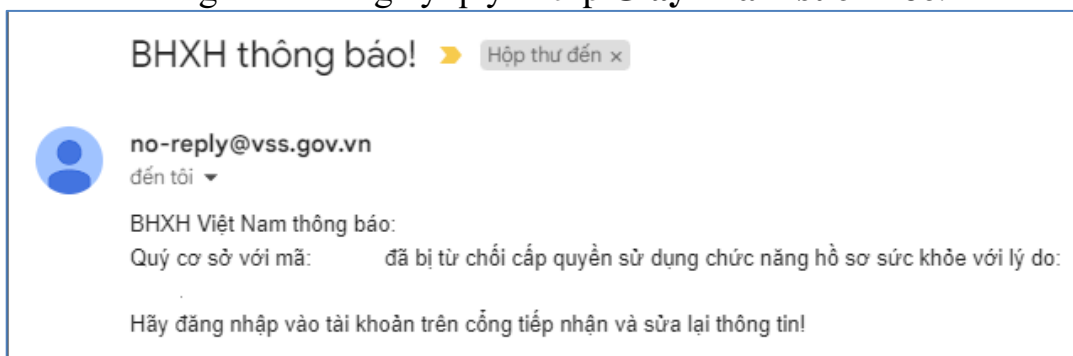 BHXH thông báo!
Hộp thư đến ×
no-reply@vss.gov.vn
đến tôi
BHXH Việt Nam thông báo:
Quý cơ sở với mã: đã bị từ chối cấp quyền sử dụng chức năng hồ sơ sức khỏe với lý do:
.
Hãy đăng nhập vào tài khoản trên cổng tiếp nhận và sửa lại thông tin!